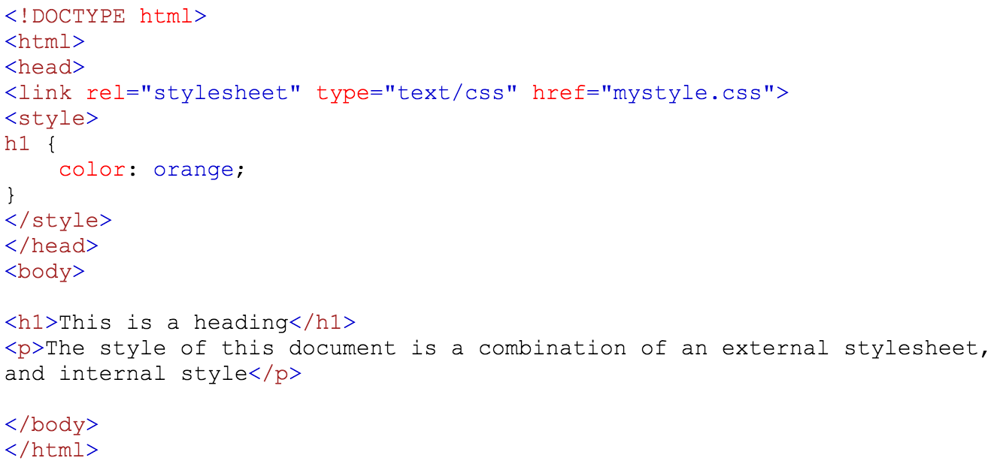 <!DOCTYPE html>
<html>
<head>
<link rel="stylesheet" type="text/css" href="mystyle.css">
<style>
h1 {
    color: orange;
}
</style>
</head>
<body>

<h1>This is a heading</h1>
<p>The style of this document is a combination of an external stylesheet,
and internal style</p>

</body>
</html>